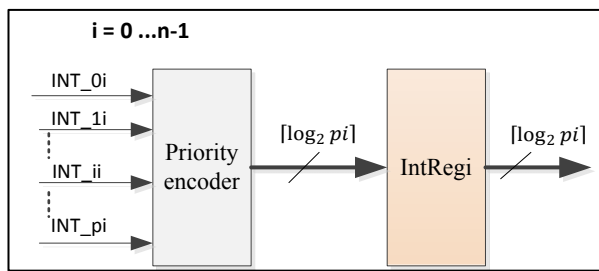 i = 0 ...n-1
INT_0i
INT_1i
INT_ii
INT_pi
Priority
encoder
⌈log₂ pi⌉
IntRegi
⌈log₂ pi⌉